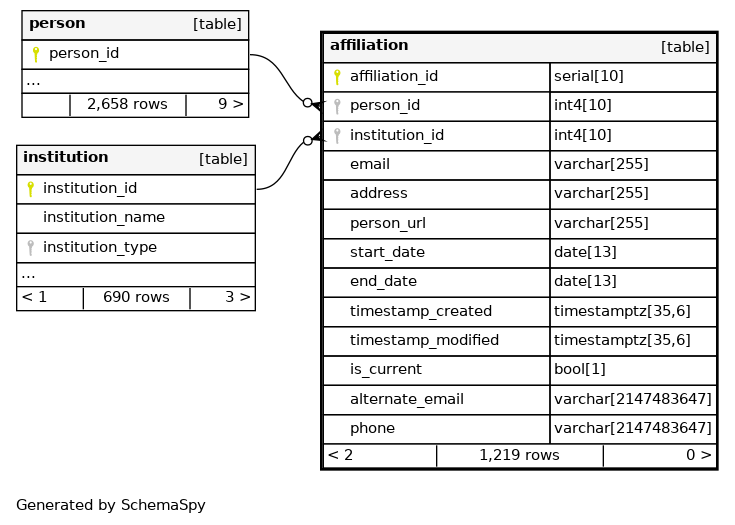 person [table]
person_id
...
2,658 rows 9 >
institution [table]
institution_id
institution_name
institution_type
...
< 1 690 rows 3 >
affiliation [table]
affiliation_id serial[10]
person_id int4[10]
institution_id int4[10]
email varchar[255]
address varchar[255]
person_url varchar[255]
start_date date[13]
end_date date[13]
timestamp_created timestamptz[35,6]
timestamp_modified timestamptz[35,6]
is_current bool[1]
alternate_email varchar[2147483647]
phone varchar[2147483647]
< 2 1,219 rows 0 >
Generated by SchemaSpy